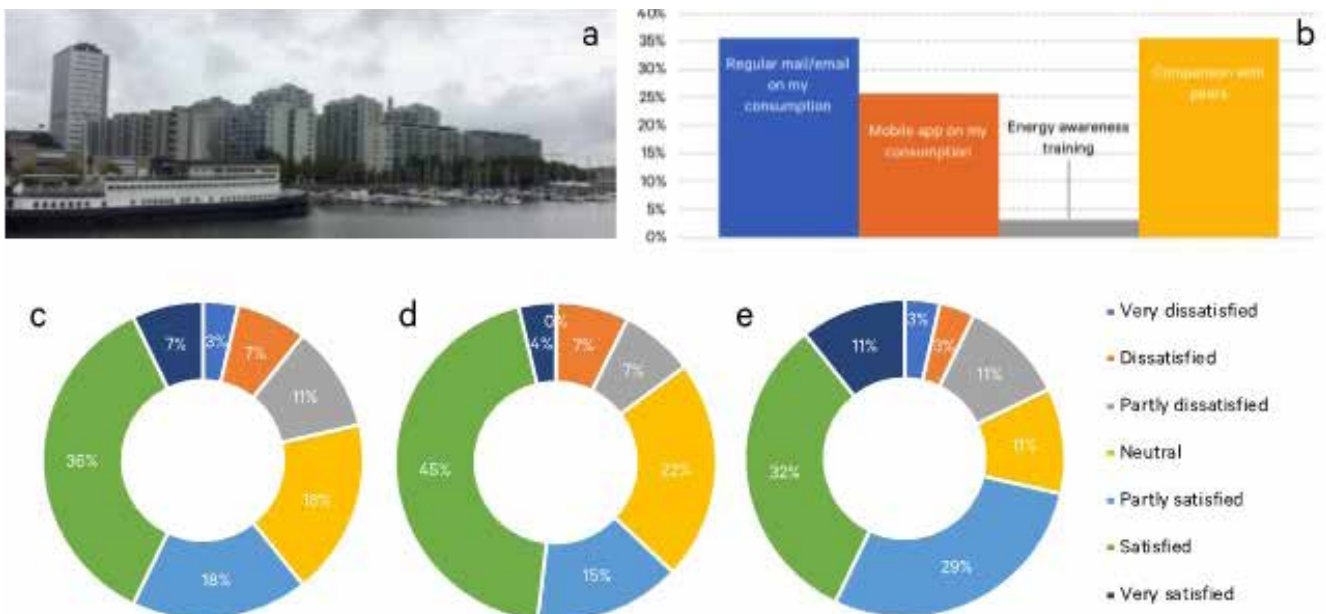 a
b
40%
35%
30%
25%
20%
15%
10%
5%
0%
Regular mail/email
on my
consumption
Mobile app on my
consumption
Energy awareness
training
Comparison with
peers
c
7%
3%
7%
11%
18%
18%
36%
d
0%
4%
7%
7%
22%
15%
45%
e
11%
3%
3%
11%
11%
29%
32%
Very dissatisfied
Dissatisfied
Partly dissatisfied
Neutral
Partly satisfied
Satisfied
Very satisfied